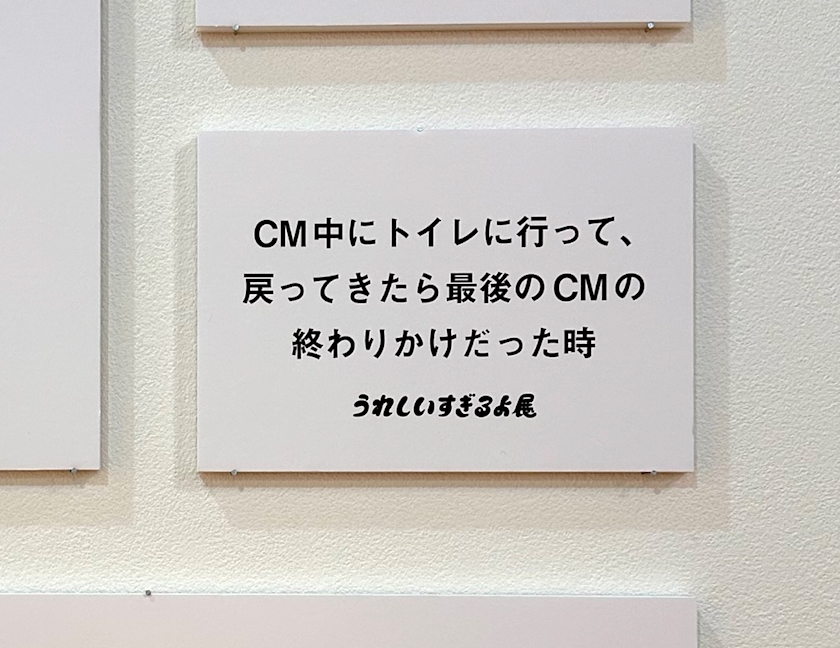 CM中にトイレに行って、
戻ってきたら最後のCMの
終わりかけだった時
うれしいすぎるよ展